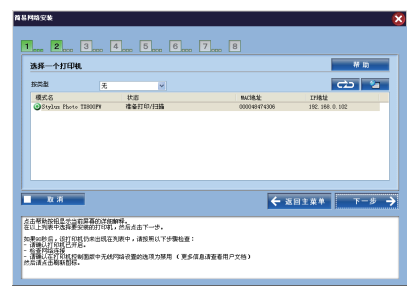 简易网络安装
1 2 3 4 5 6 7 8
选择一个打印机
帮助
按类型
无
模式名 状态 MAC地址 IP地址
Stylus Photo TX800FW 准备打印/扫描 000048474306 192.168.0.102
取消
返回主菜单
下一步
点击帮助按钮显示当前屏幕的详细解释。
在以上列表中选择要安装的打印机，然后点击下一步。
如果90秒后，该打印机仍未出现在列表中，请按照以下步骤检查：
- 请确认打印机已开启。
- 检查网络连接
- 请确认在打印机控制面板中无线网络设置的选项为禁用 （更多信息请查看用户文档）
然后请点击刷新图标。